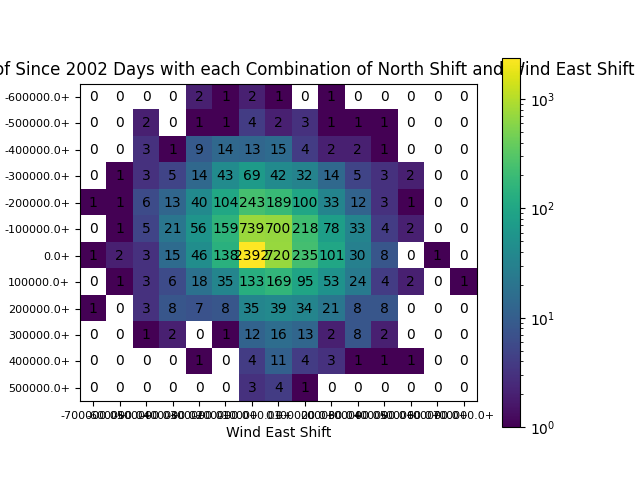 of Since 2002 Days with each Combination of North Shift and Wind East Shift
-600000.0+ 0 0 0 0 2 1 2 1 0 1 0 0 0 0 0
-500000.0+ 0 0 2 0 1 1 4 2 3 1 1 1 0 0 0
-400000.0+ 0 0 3 1 9 14 13 15 4 2 2 1 0 0 0
-300000.0+ 0 1 3 5 14 43 69 42 32 14 5 3 2 0 0
-200000.0+ 1 1 6 13 40 104 243 189 100 33 12 3 1 0 0
-100000.0+ 0 1 5 21 56 159 739 700 218 78 33 4 2 0 0
0.0+ 1 2 3 15 46 138 2392 720 235 101 30 8 0 1 0
100000.0+ 0 1 3 6 18 35 133 169 95 53 24 4 2 0 1
200000.0+ 1 0 3 8 7 8 35 39 34 21 8 8 0 0 0
300000.0+ 0 0 1 2 0 1 12 16 13 2 8 2 0 0 0
400000.0+ 0 0 0 0 1 0 4 11 4 3 1 1 1 0 0
500000.0+ 0 0 0 0 0 0 3 4 1 0 0 0 0 0 0
Wind East Shift
10³
10²
10¹
10⁰